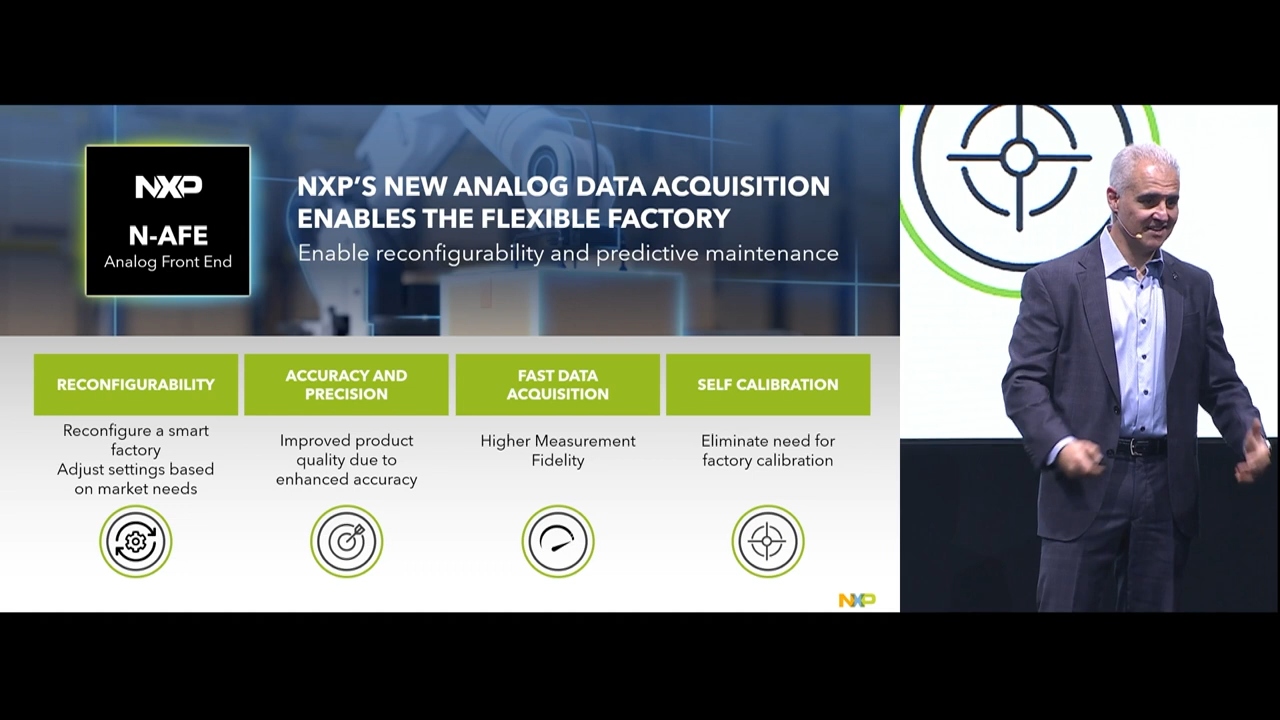 NXP
N-AFE
Analog Front End
NXP'S NEW ANALOG DATA ACQUISITION
ENABLES THE FLEXIBLE FACTORY
Enable reconfigurability and predictive maintenance
RECONFIGURABILITY
Reconfigure a smart
factory
Adjust settings based
on market needs
ACCURACY AND
PRECISION
Improved product
quality due to
enhanced accuracy
FAST DATA
ACQUISITION
Higher Measurement
Fidelity
SELF CALIBRATION
Eliminate need for
factory calibration
NXP